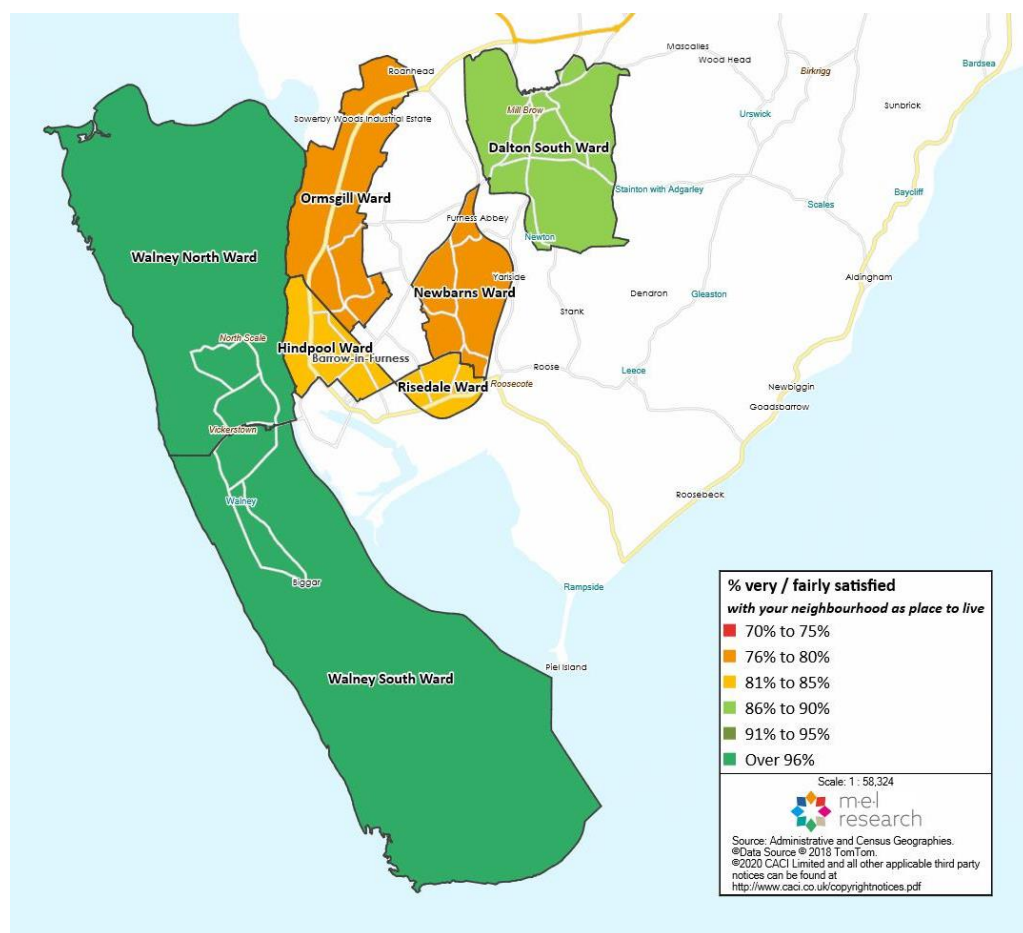 Mascalles
Wood Head
Bardsea
Roanhead
Birkrigg
Sunbrick
Mill Brow
Urswick
Sowerby Woods Industrial Estate
Dalton South Ward
Stainton with Adgarley
Baycliff
Ormsgill Ward
Scales
Furness Abbey
Newton
Walney North Ward
Yarlside
Aldingham
Newbarns Ward
Dendron
Gleaston
Stank
North Scale
Hindpool Ward
Barrow-in-Furness
Roose
Leece
Risedale Ward
Roosecote
Newbiggin
Goadsbarrow
Vickerstown
Roosebeck
Walney
Biggar
Rampside
Piel Island
Walney South Ward
% very / fairly satisfied
with your neighbourhood as place to live
70% to 75%
76% to 80%
81% to 85%
86% to 90%
91% to 95%
Over 96%
Scale: 1 : 58,324
m·e·l
research
Source: Administrative and Census Geographies.
©Data Source © 2018 TomTom.
©2020 CACI Limited and all other applicable third party
notices can be found at
http://www.caci.co.uk/copyrightnotices.pdf